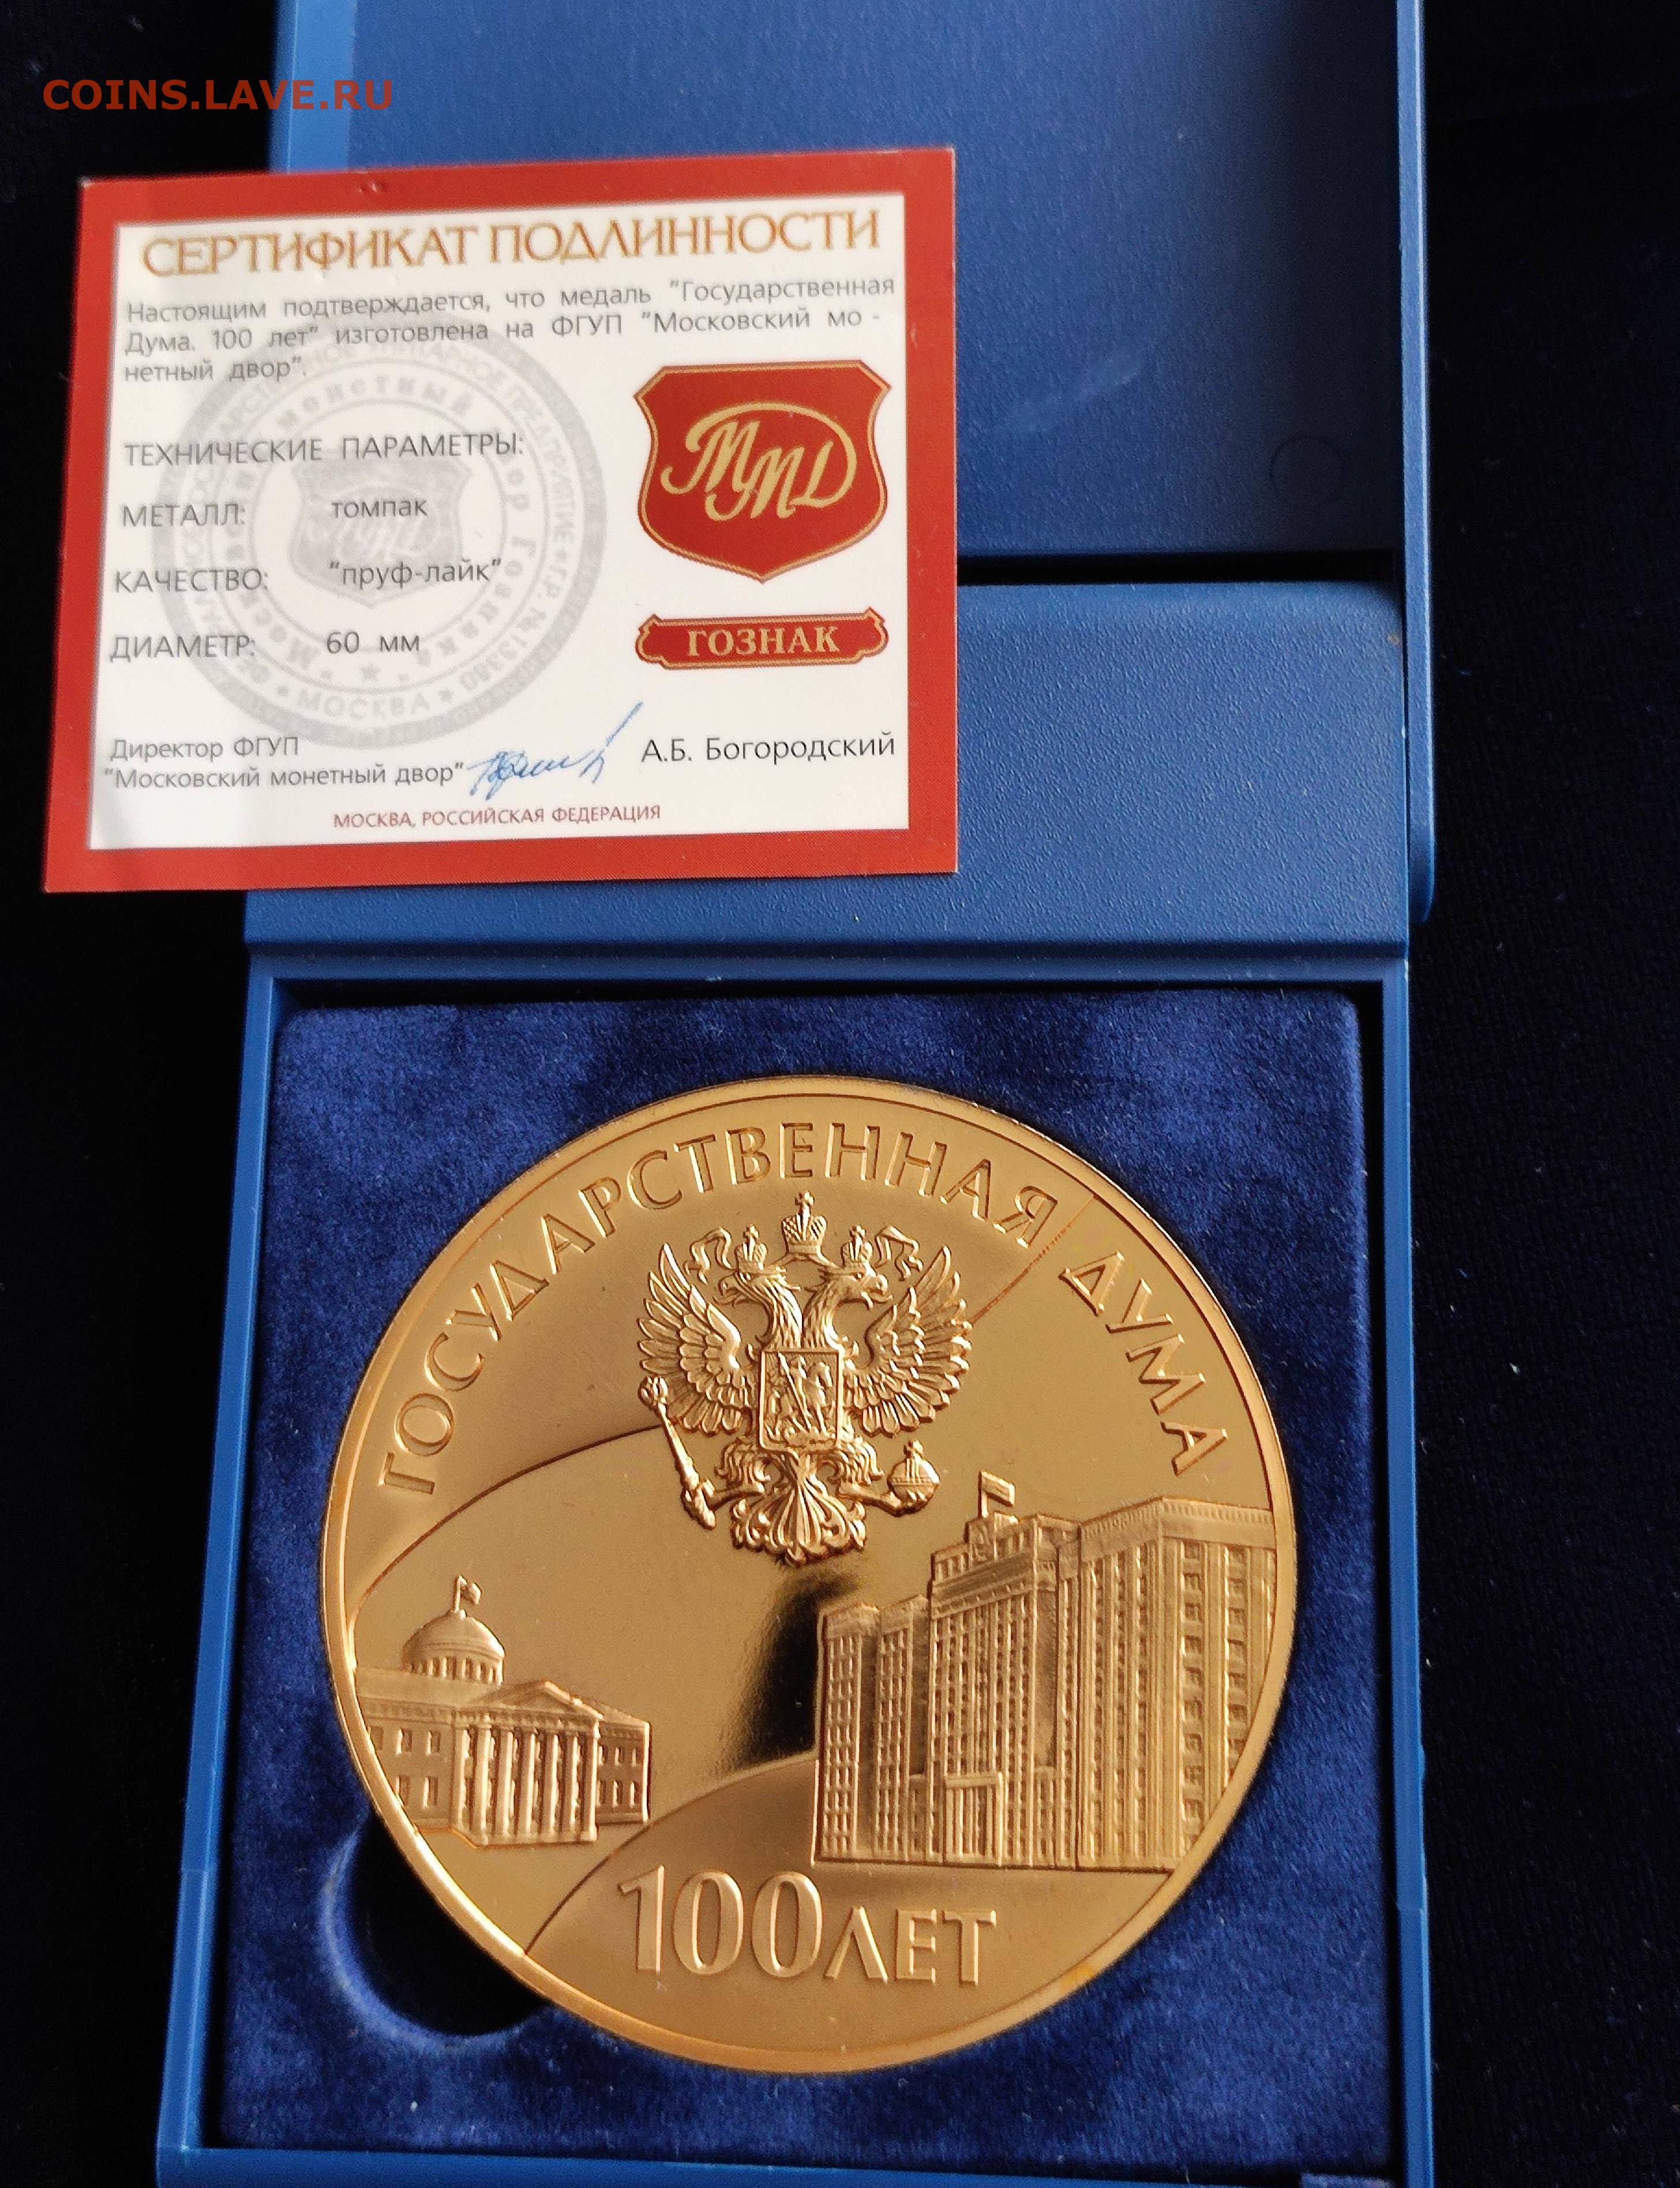 COINS.LAVE.RU
СЕРТИФИКАТ ПОДЛИННОСТИ
Настоящим подтверждается, что медаль "Государственная
Дума. 100 лет" изготовлена на ФГУП "Московский мо -
нетный двор".
ТЕХНИЧЕСКИЕ ПАРАМЕТРЫ:
МЕТАЛЛ: томпак
КАЧЕСТВО: "пруф-лайк"
ДИАМЕТР: 60 мм
ММД
ГОЗНАК
Директор ФГУП
"Московский монетный двор" А.Б. Богородский
МОСКВА, РОССИЙСКАЯ ФЕДЕРАЦИЯ
МОСКВА
ГОСУДАРСТВЕННАЯ ДУМА
100 ЛЕТ